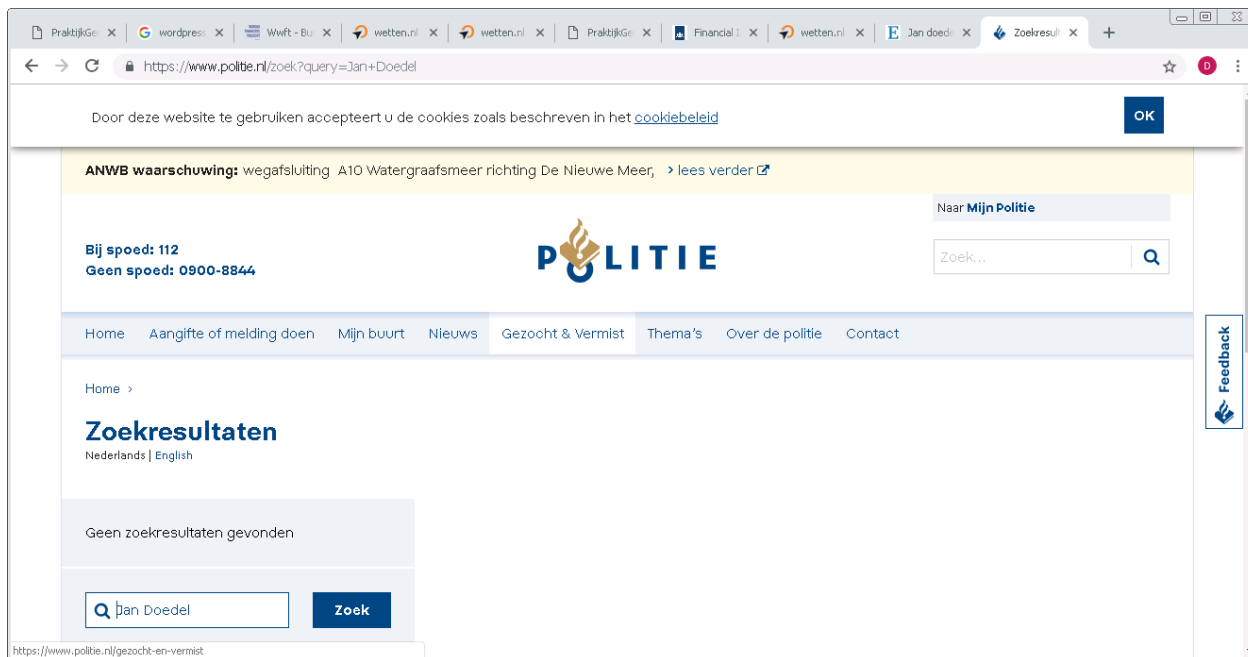 PraktijkGe
wordpress
Wwft - Bu
wetten.nl
wetten.nl
PraktijkGe
Financial
wetten.nl
Jan doede
Zoekresult
https://www.politie.nl/zoek?query=Jan+Doedel
D
Door deze website te gebruiken accepteert u de cookies zoals beschreven in het cookiebeleid
OK
ANWB waarschuwing: wegafsluiting A10 Watergraafsmeer richting De Nieuwe Meer, > lees verder
Naar Mijn Politie
Bij spoed: 112
Geen spoed: 0900-8844
POLITIE
Zoek...
Home Aangifte of melding doen Mijn buurt Nieuws Gezocht & Vermist Thema's Over de politie Contact
Feedback
Home >
Zoekresultaten
Nederlands | English
Geen zoekresultaten gevonden
Jan Doedel
Zoek
https://www.politie.nl/gezocht-en-vermist